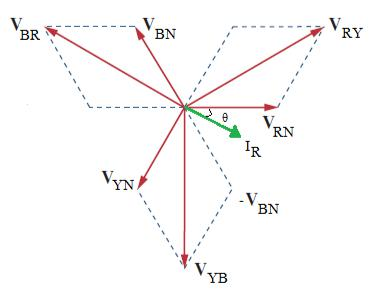 V_BR V_BN V_RY
θ V_RN
I_R
V_YN
-V_BN
V_YB